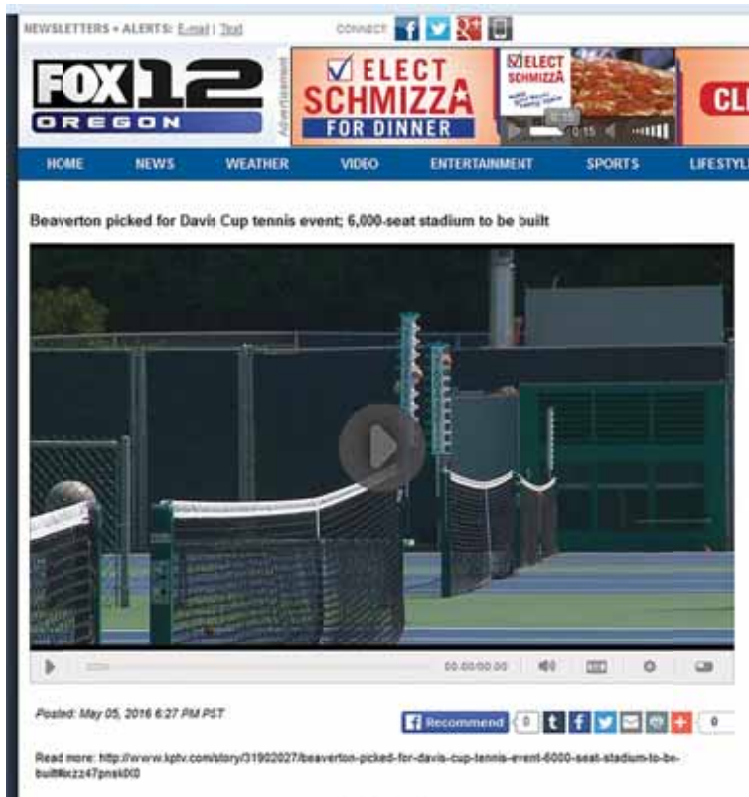 NEWSLETTERS + ALERTS: E-mail | Text
CONNECT:
FOX 12
OREGON
Advertisement
ELECT
SCHMIZZA
FOR DINNER
ELECT
SCHMIZZA
0:15
0:15
CL
HOME NEWS WEATHER VIDEO ENTERTAINMENT SPORTS LIFESTYL
Beaverton picked for Davis Cup tennis event; 6,000-seat stadium to be built
00:00/00:00
Posted: May 05, 2016 6:27 PM PST
Recommend 0 0
Read more: http://www.kptv.com/story/31902027/beaverton-picked-for-davis-cup-tennis-event-6000-seat-stadium-to-be-